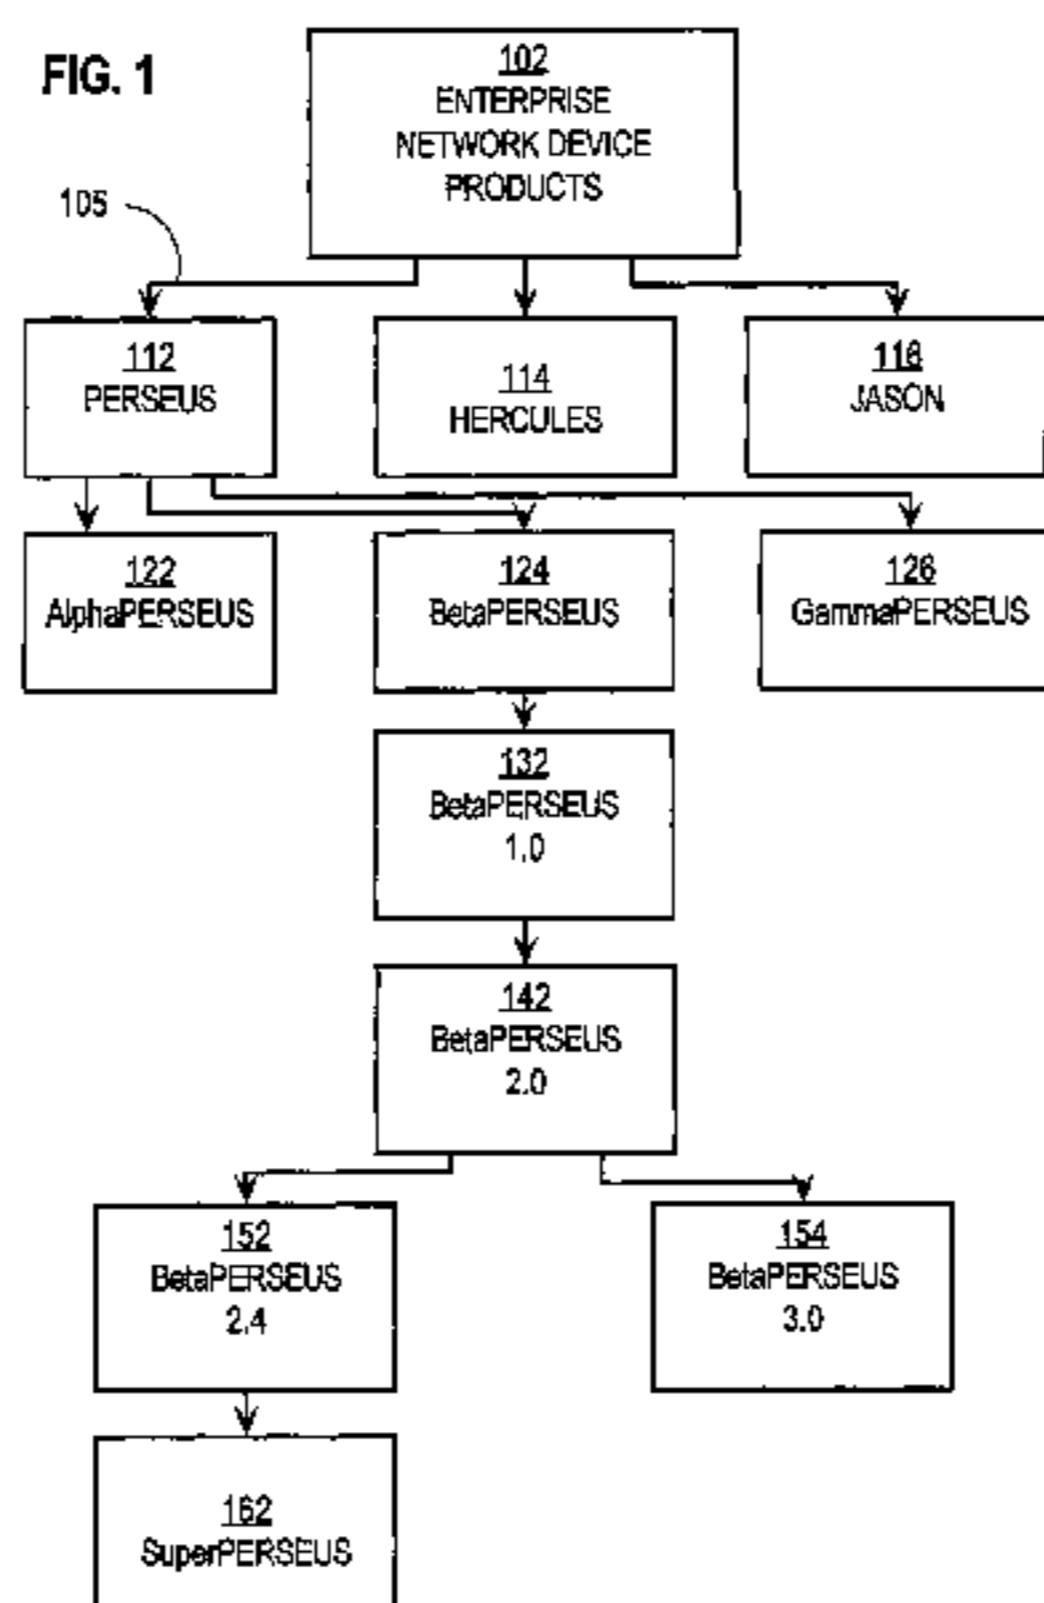 FIG. 1
102
ENTERPRISE
NETWORK DEVICE
PRODUCTS
105
112
PERSEUS
114
HERCULES
116
JASON
122
AlphaPERSEUS
124
BetaPERSEUS
126
GammaPERSEUS
132
BetaPERSEUS
1.0
142
BetaPERSEUS
2.0
152
BetaPERSEUS
2.4
154
BetaPERSEUS
3.0
162
SuperPERSEUS